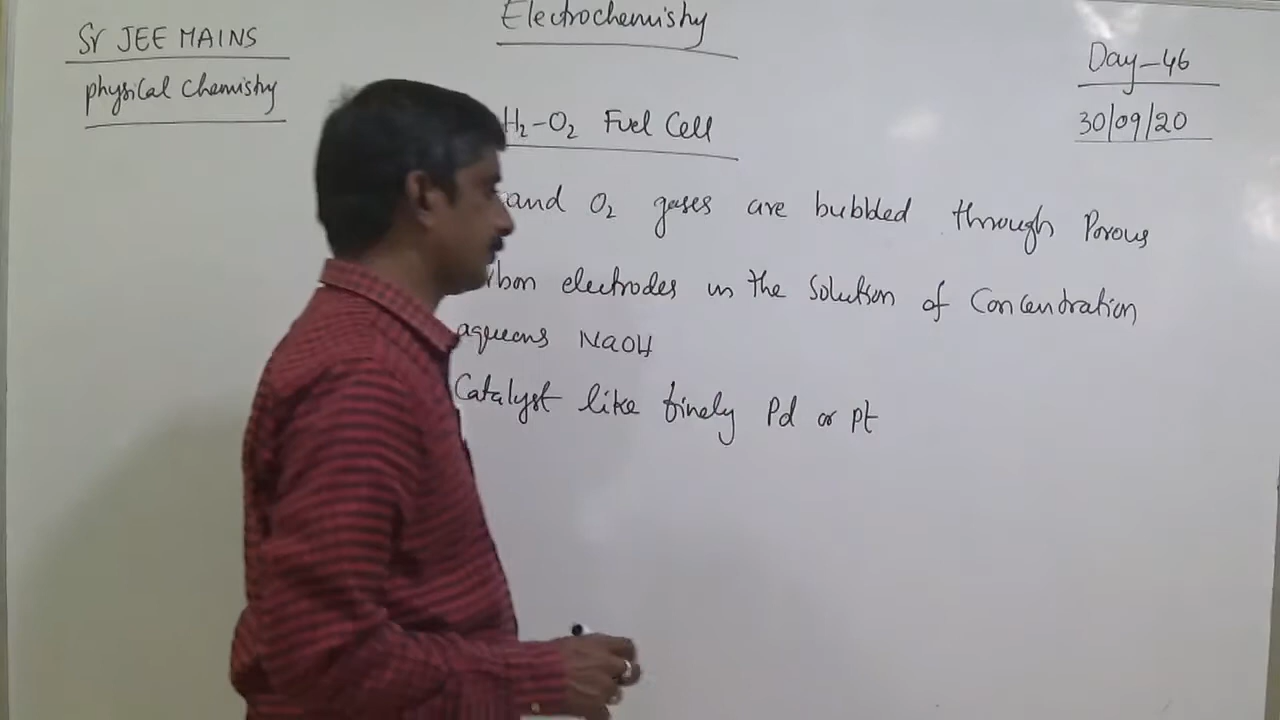 Sr JEE MAINS
physical Chemistry
Electrochemistry
Day-46
30/09/20
H₂-O₂ Fuel Cell
and O₂ gases are bubbled through Porous
electrodes in the Solution of Concentration
aqueous NaOH
Catalyst like finely Pd or pt